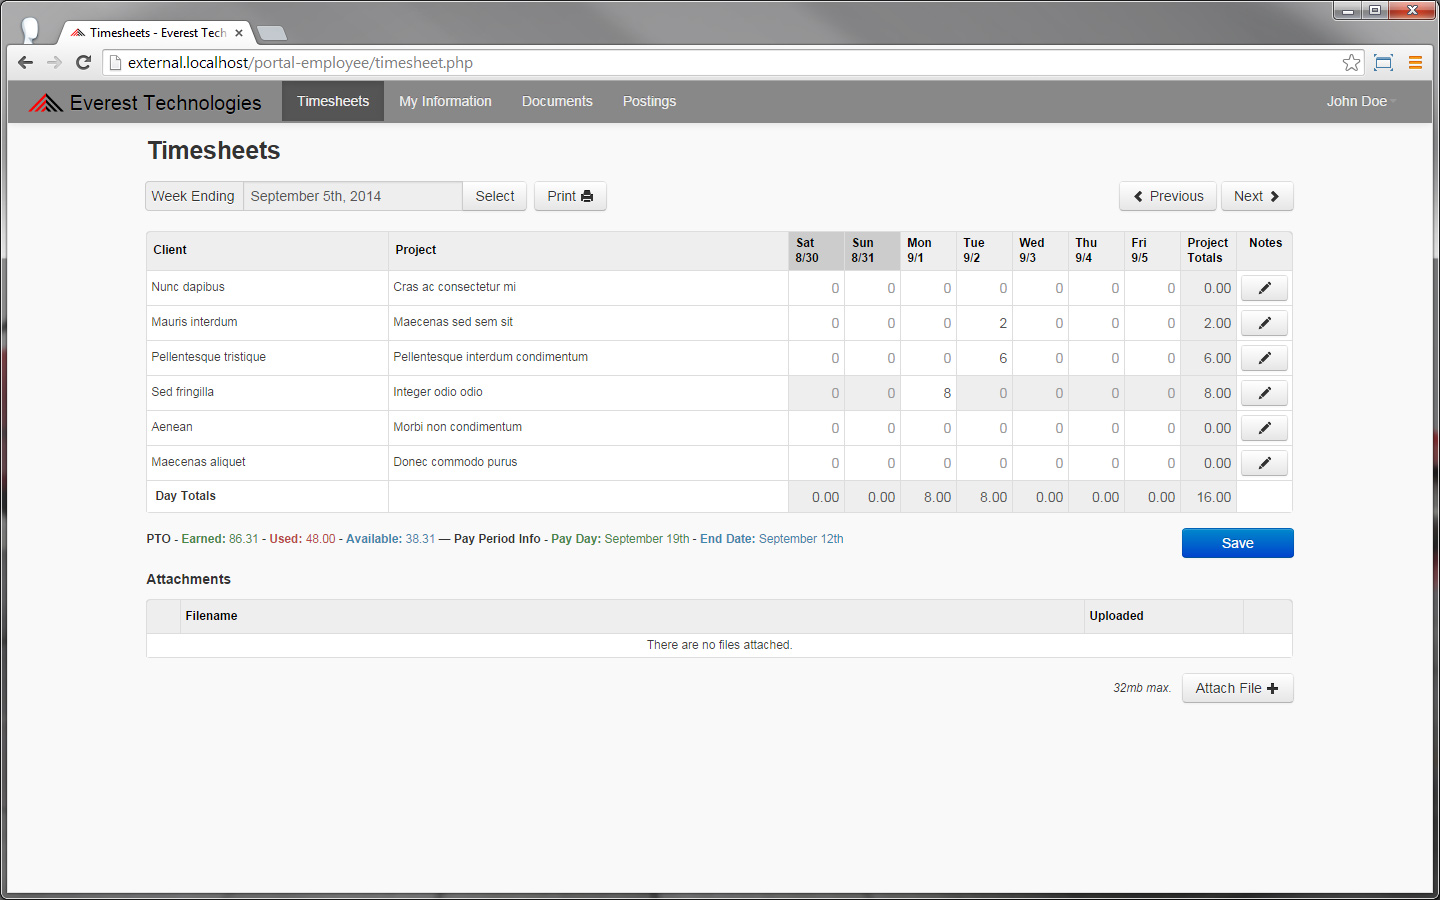 Timesheets - Everest Tech
external.localhost/portal-employee/timesheet.php
Everest Technologies Timesheets My Information Documents Postings John Doe
Timesheets
Week Ending September 5th, 2014 Select Print Previous Next
Client Project Sat 8/30 Sun 8/31 Mon 9/1 Tue 9/2 Wed 9/3 Thu 9/4 Fri 9/5 Project Totals Notes
Nunc dapibus Cras ac consectetur mi 0 0 0 0 0 0 0 0.00
Mauris interdum Maecenas sed sem sit 0 0 0 2 0 0 0 2.00
Pellentesque tristique Pellentesque interdum condimentum 0 0 0 6 0 0 0 6.00
Sed fringilla Integer odio odio 0 0 8 0 0 0 0 8.00
Aenean Morbi non condimentum 0 0 0 0 0 0 0 0.00
Maecenas aliquet Donec commodo purus 0 0 0 0 0 0 0 0.00
Day Totals 0.00 0.00 8.00 8.00 0.00 0.00 0.00 16.00
PTO - Earned: 86.31 - Used: 48.00 - Available: 38.31 — Pay Period Info - Pay Day: September 19th - End Date: September 12th
Save
Attachments
Filename Uploaded
There are no files attached.
32mb max. Attach File